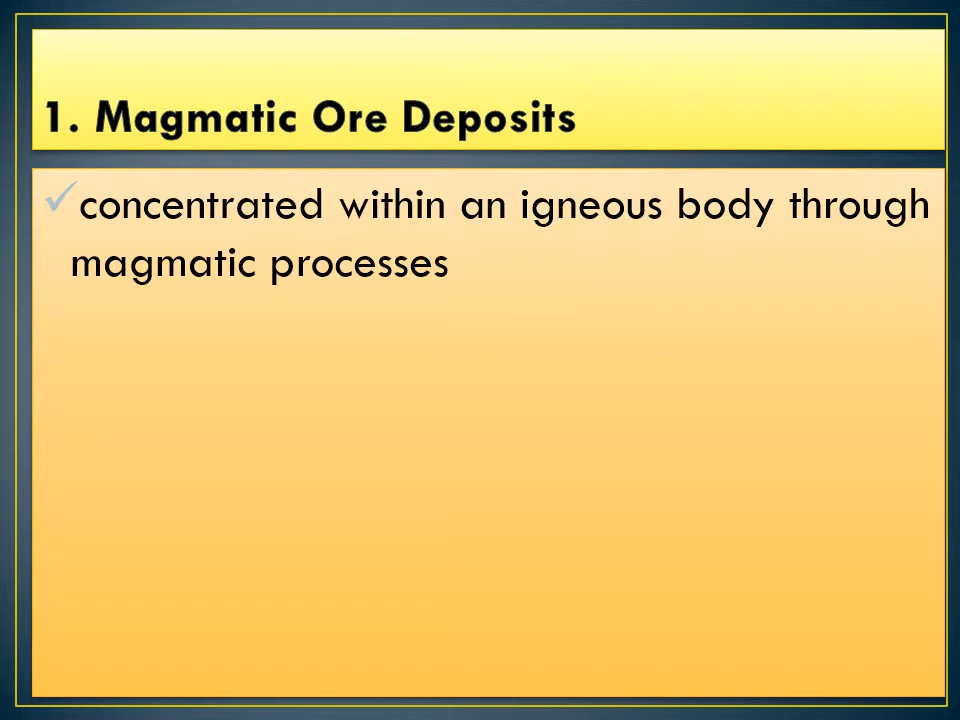 1. Magmatic Ore Deposits
✓concentrated within an igneous body through
magmatic processes